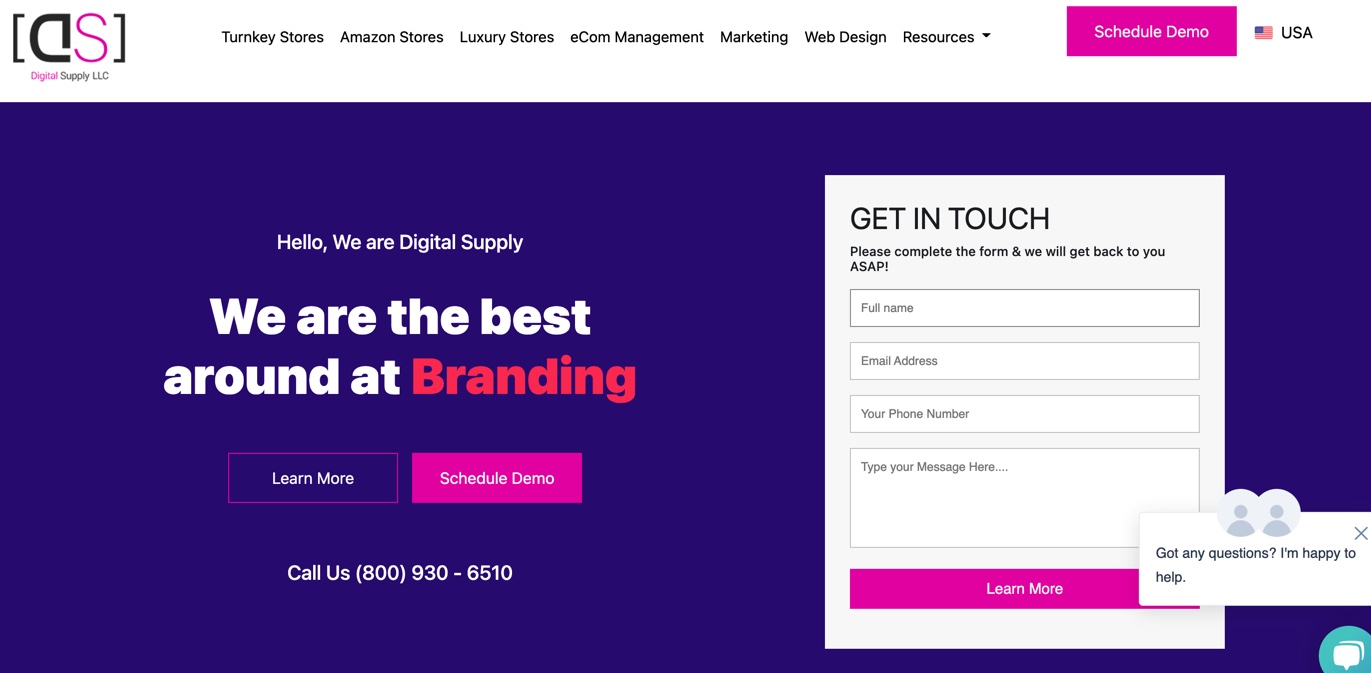 [DS]
Digital Supply LLC
Turnkey Stores Amazon Stores Luxury Stores eCom Management Marketing Web Design Resources
Schedule Demo
USA
Hello, We are Digital Supply
We are the best
around at Branding
Learn More
Schedule Demo
Call Us (800) 930 - 6510
GET IN TOUCH
Please complete the form & we will get back to you
ASAP!
Full name
Email Address
Your Phone Number
Type your Message Here....
Learn More
Got any questions? I'm happy to
help.